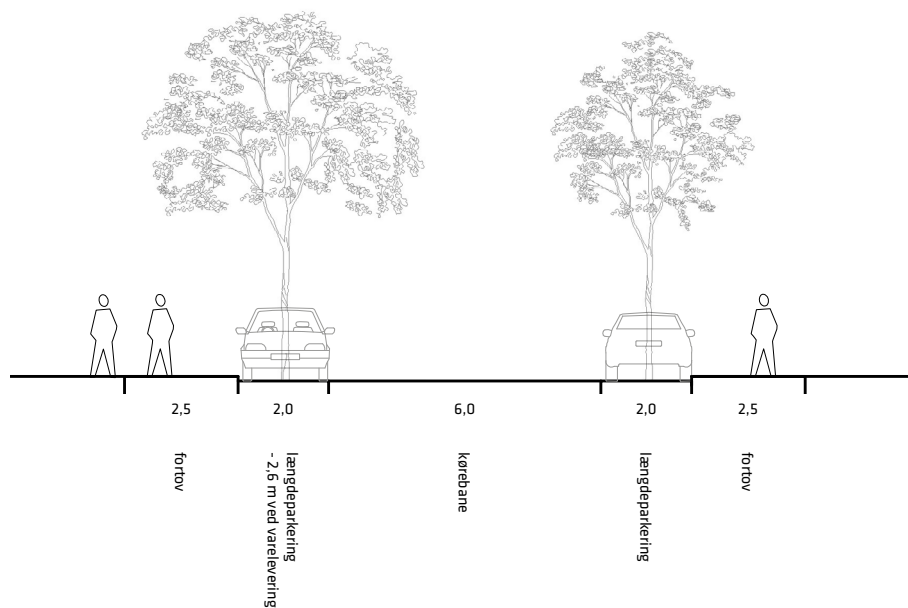 2,5
2,0
6,0
2,0
2,5
fortov
længdeparkering
- 2,6 m ved varelevering
kørebane
længdeparkering
fortov